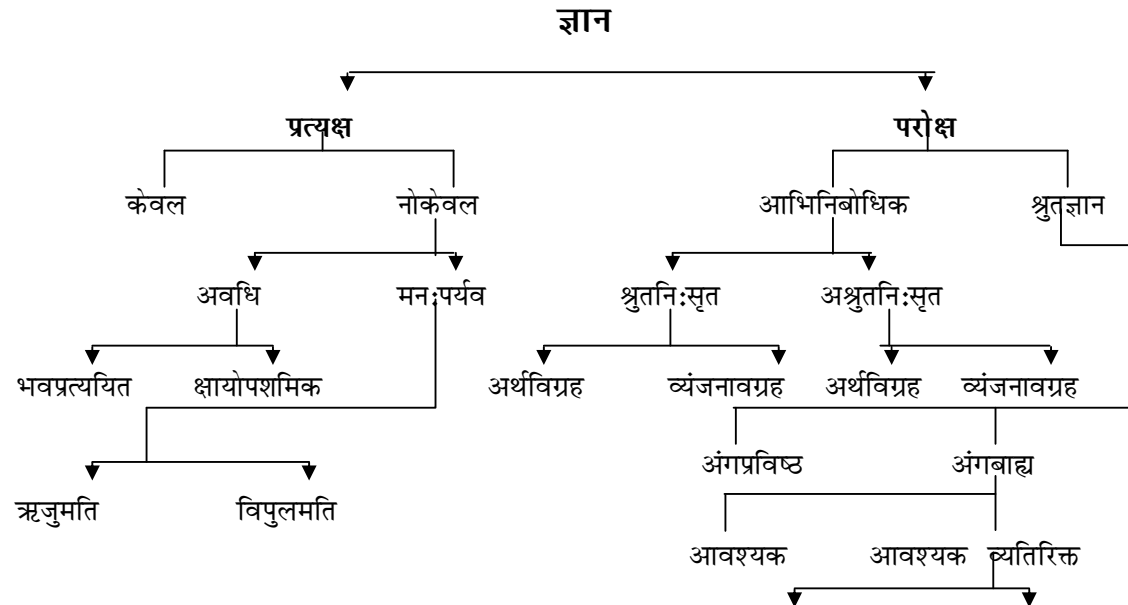 ज्ञान
प्रत्यक्ष परोक्ष
केवल नोकेवल आभिनिबोधिक श्रुतज्ञान
अवधि मन:पर्यव श्रुतनि:सृत अश्रुतनि:सृत
भवप्रत्ययित क्षायोपशमिक अर्थविग्रह व्यंजनावग्रह अर्थविग्रह व्यंजनावग्रह
अंगप्रविष्ठ अंगबाह्य
ऋजुमति विपुलमति
आवश्यक आवश्यक व्यतिरिक्त